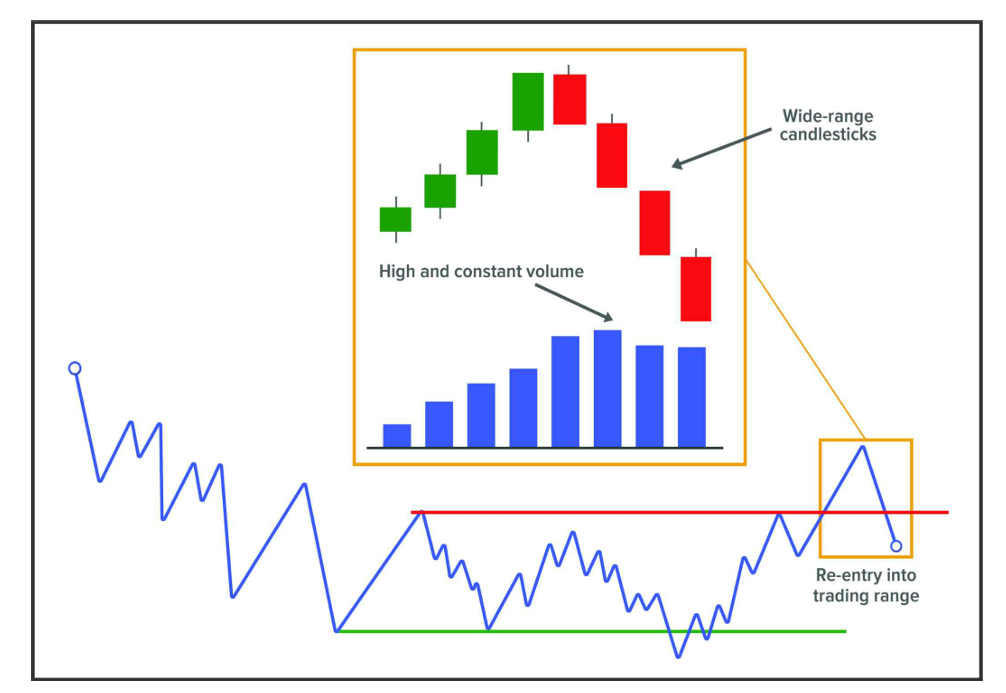 Wide-range
candlesticks
High and constant volume
Re-entry into
trading range